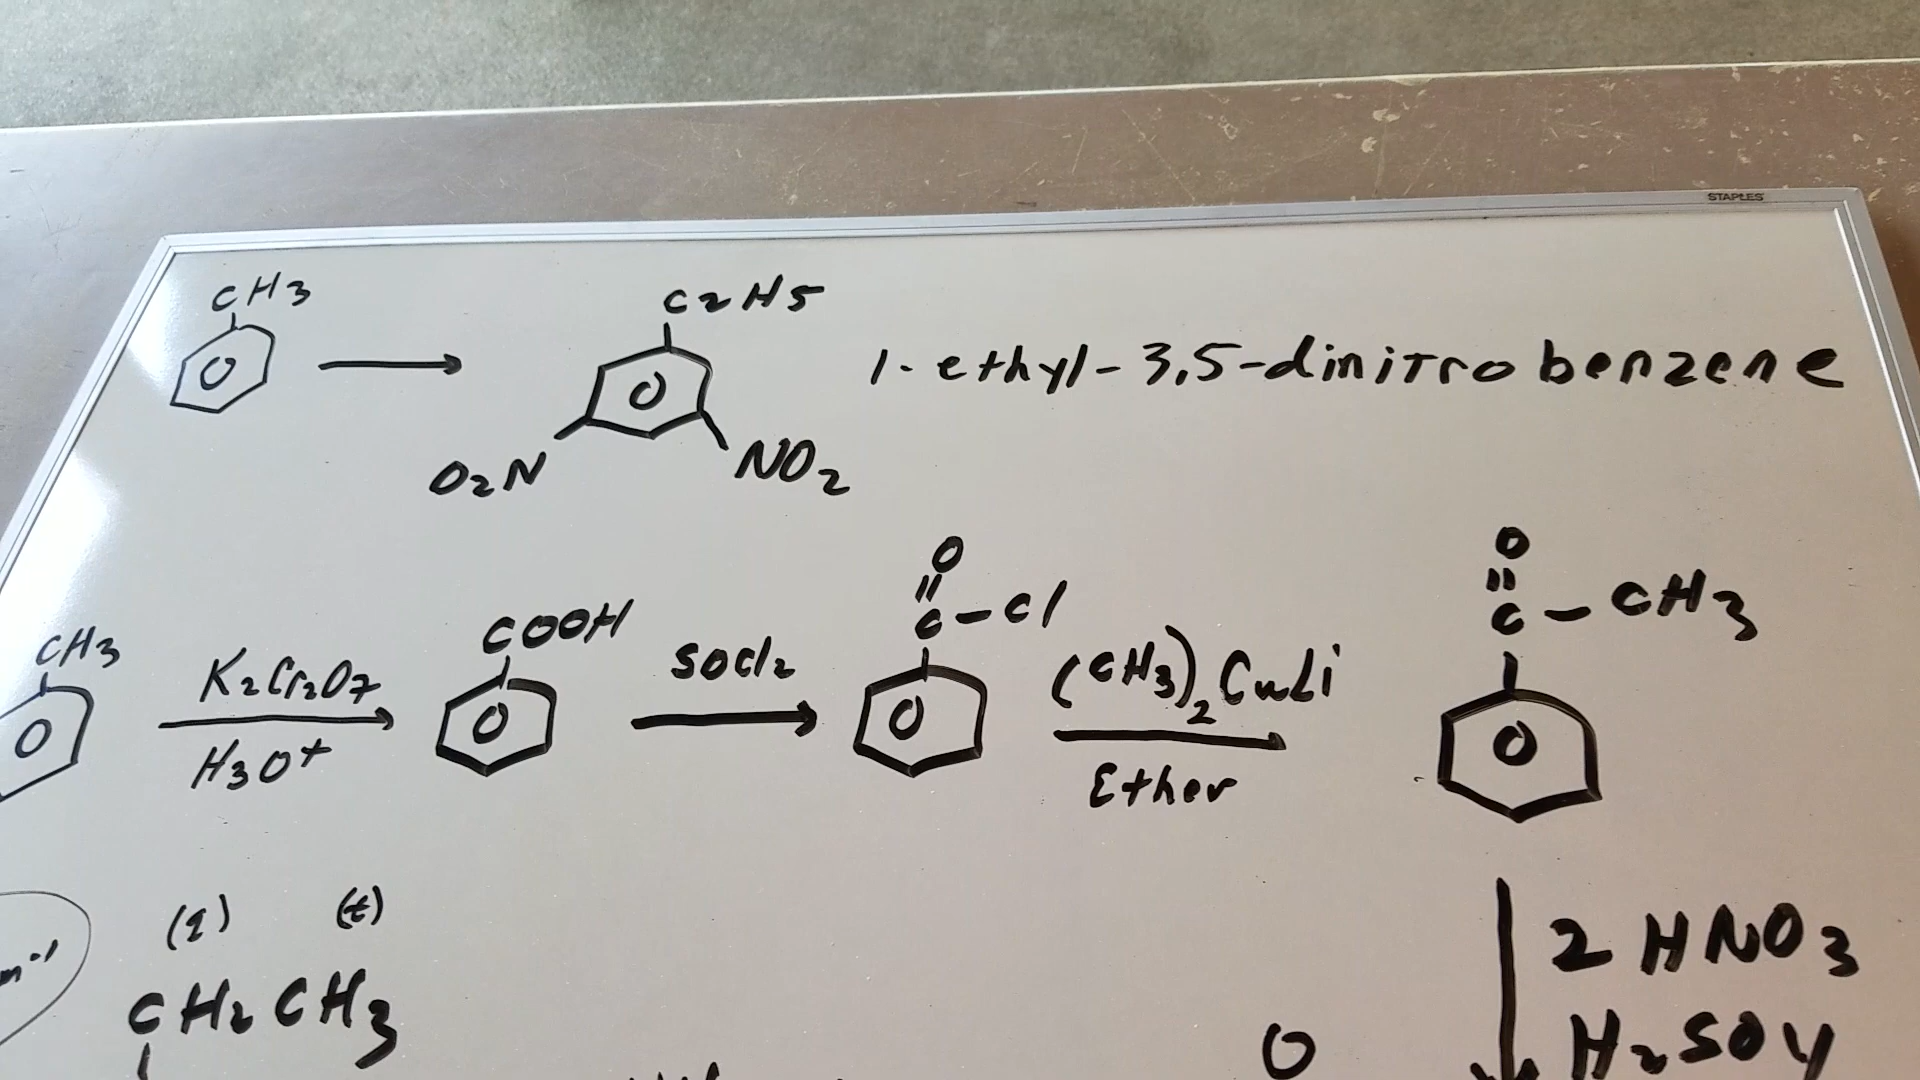 STAPLES
CH3
C2H5
1-ethyl-3,5-dinitrobenzene
O2N
NO2
O
CH3
K2Cr2O7
H3O+
COOH
SOCl2
O
C-Cl
(CH3)2CuLi
Ether
O
C-CH3
(q) (t)
m-1
CH2CH3
2 HNO3
H2SO4
O